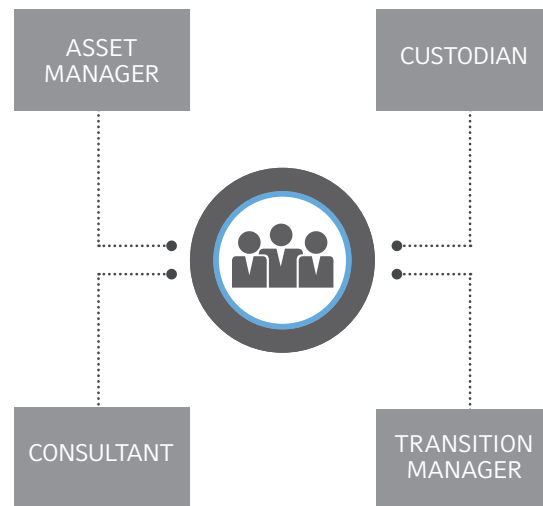 ASSET
MANAGER
CUSTODIAN
CONSULTANT
TRANSITION
MANAGER